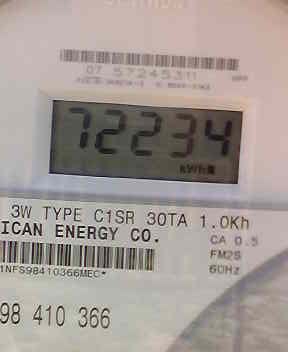 07 57245311
72234
kWh
3W TYPE C1SR 30TA 1.0Kh
ICAN ENERGY CO.
CA 0.5
FM2S
60Hz
1NFS98410366MEC*
98 410 366